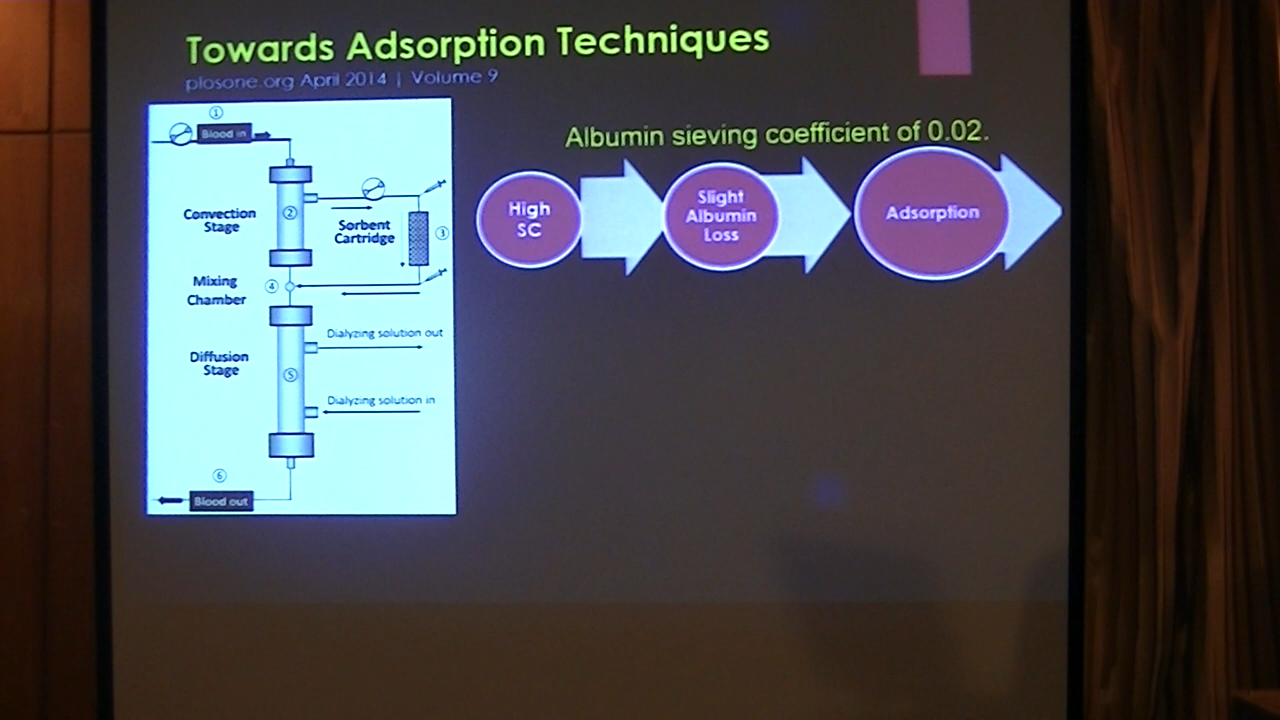 Towards Adsorption Techniques
plosone.org April 2014 | Volume 9
①
Blood in
Convection
Stage
②
Sorbent
Cartridge
③
Mixing
Chamber
④
Dialyzing solution out
Diffusion
Stage
⑤
Dialyzing solution in
⑥
Blood out
Albumin sieving coefficient of 0.02.
High
SC
Slight
Albumin
Loss
Adsorption